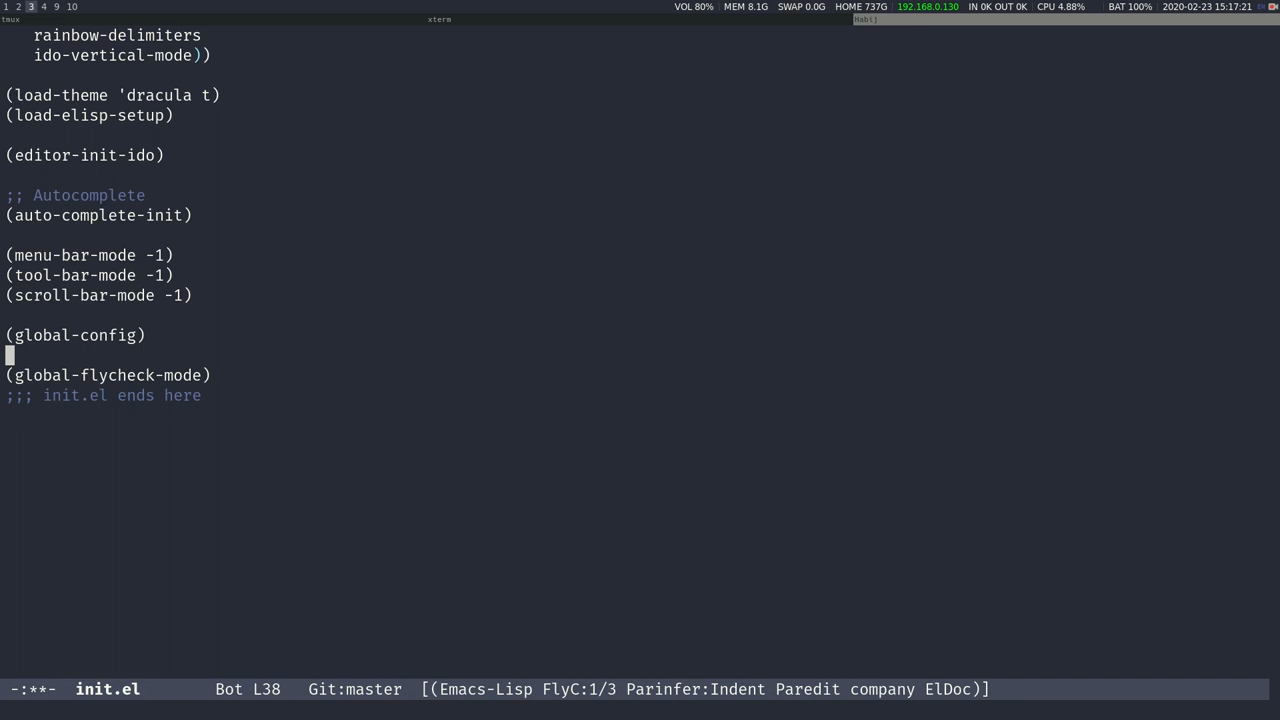 1 2 3 4 9 10 VOL 80% MEM 8.1G SWAP 0.0G HOME 737G 192.168.0.130 IN 0K OUT 0K CPU 4.88% BAT 100% 2020-02-23 15:17:21
tmux xterm Habij
rainbow-delimiters
ido-vertical-mode))
(load-theme 'dracula t)
(load-elisp-setup)
(editor-init-ido)
;; Autocomplete
(auto-complete-init)
(menu-bar-mode -1)
(tool-bar-mode -1)
(scroll-bar-mode -1)
(global-config)
(global-flycheck-mode)
;;; init.el ends here
-:**- init.el Bot L38 Git:master [(Emacs-Lisp FlyC:1/3 Parinfer:Indent Paredit company ElDoc)]